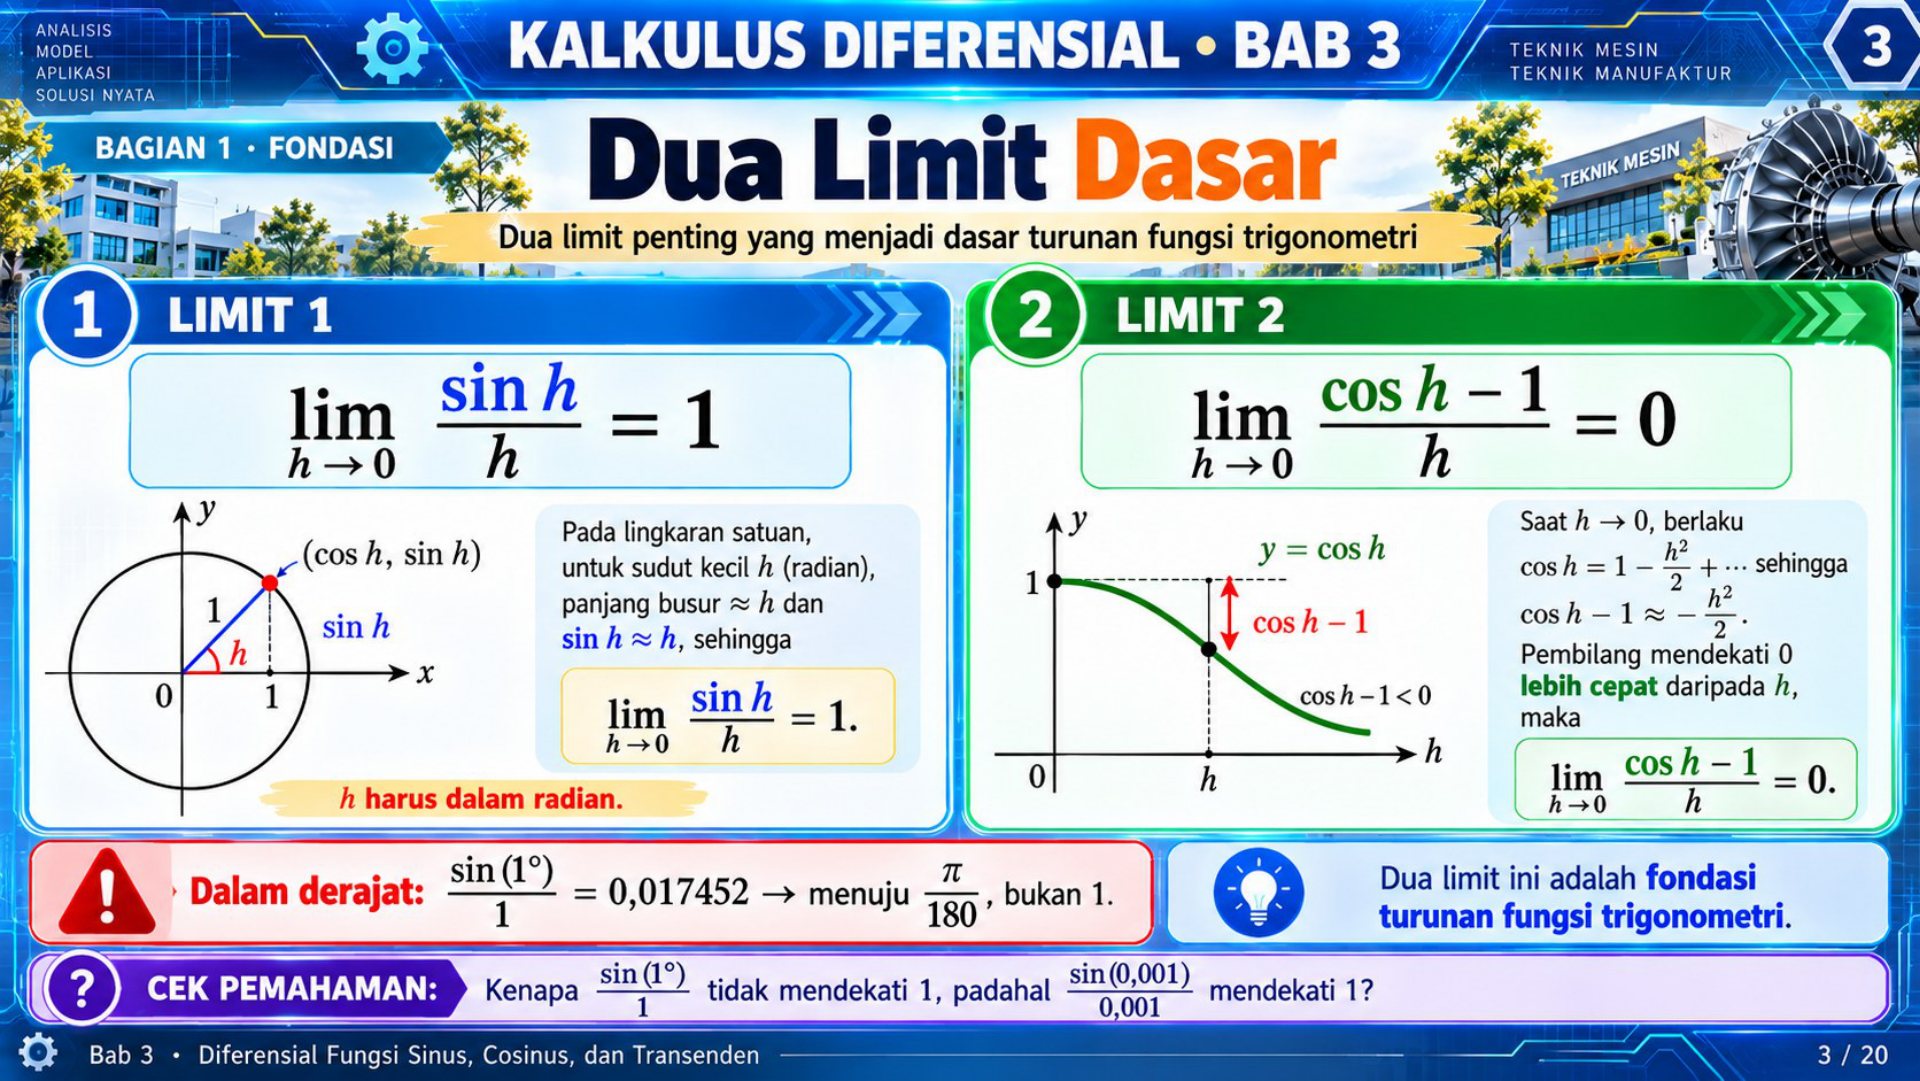 ANALISIS
MODEL
APLIKASI
SOLUSI NYATA
KALKULUS DIFERENSIAL • BAB 3
TEKNIK MESIN
TEKNIK MANUFAKTUR
3
BAGIAN 1 · FONDASI
Dua Limit Dasar
TEKNIK MESIN
Dua limit penting yang menjadi dasar turunan fungsi trigonometri
1 LIMIT 1
lim h→0 sin h / h = 1
y
(cos h, sin h)
1
sin h
h
x
0
1
Pada lingkaran satuan,
untuk sudut kecil h (radian),
panjang busur ≈ h dan
sin h ≈ h, sehingga
lim h→0 sin h / h = 1.
h harus dalam radian.
2 LIMIT 2
lim h→0 cos h − 1 / h = 0
y
y = cos h
1
cos h − 1
cos h − 1 < 0
h
0
h
Saat h → 0, berlaku
cos h = 1 − h²/2 + ··· sehingga
cos h − 1 ≈ − h²/2.
Pembilang mendekati 0
lebih cepat daripada h,
maka
lim h→0 cos h − 1 / h = 0.
! Dalam derajat: sin (1°) / 1 = 0,017452 → menuju π / 180, bukan 1.
Dua limit ini adalah fondasi
turunan fungsi trigonometri.
? CEK PEMAHAMAN: Kenapa sin (1°) / 1 tidak mendekati 1, padahal sin (0,001) / 0,001 mendekati 1?
Bab 3 • Diferensial Fungsi Sinus, Cosinus, dan Transenden
3 / 20